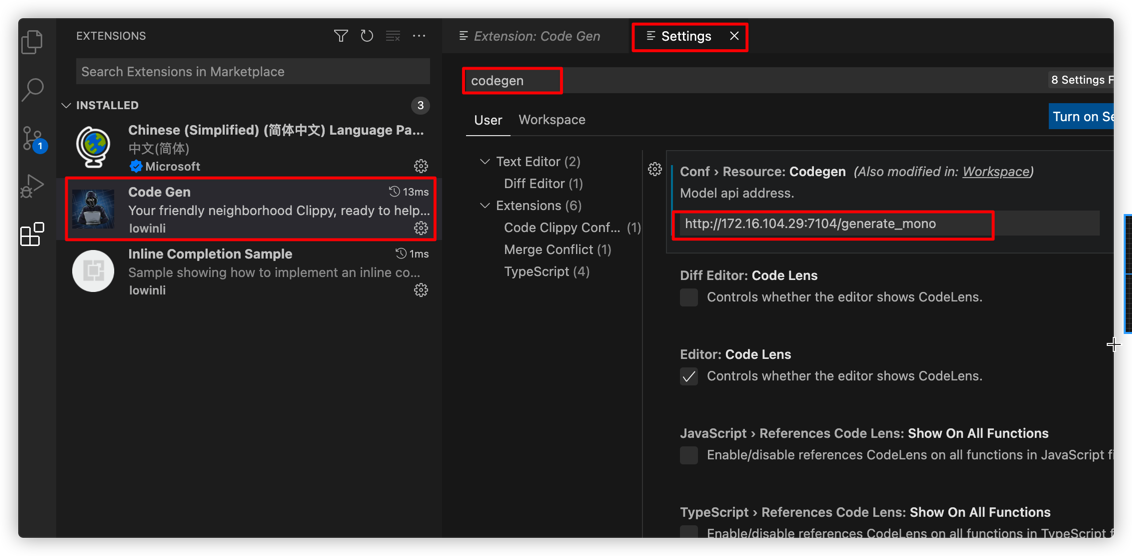 EXTENSIONS
Search Extensions in Marketplace
INSTALLED
3
Chinese (Simplified) (简体中文) Language Pa...
中文(简体)
Microsoft
1
Code Gen
13ms
Your friendly neighborhood Clippy, ready to help...
lowinli
Inline Completion Sample
1ms
Sample showing how to implement an inline co...
lowinli
Extension: Code Gen
Settings
codegen
8 Settings F
User
Workspace
Turn on Se
Text Editor (2)
Diff Editor (1)
Extensions (6)
Code Clippy Conf... (1)
Merge Conflict (1)
TypeScript (4)
Conf › Resource: Codegen (Also modified in: Workspace)
Model api address.
http://172.16.104.29:7104/generate_mono
Diff Editor: Code Lens
Controls whether the editor shows CodeLens.
Editor: Code Lens
Controls whether the editor shows CodeLens.
JavaScript › References Code Lens: Show On All Functions
Enable/disable references CodeLens on all functions in JavaScript fi
TypeScript › References Code Lens: Show On All Functions
Enable/disable references CodeLens on all functions in TypeScript f